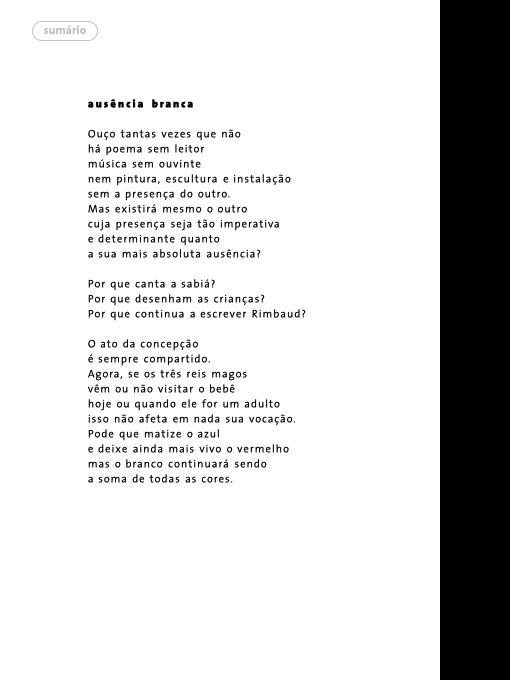 sumário
ausência branca
Ouço tantas vezes que não
há poema sem leitor
música sem ouvinte
nem pintura, escultura e instalação
sem a presença do outro.
Mas existirá mesmo o outro
cuja presença seja tão imperativa
e determinante quanto
a sua mais absoluta ausência?
Por que canta a sabiá?
Por que desenham as crianças?
Por que continua a escrever Rimbaud?
O ato da concepção
é sempre compartido.
Agora, se os três reis magos
vêm ou não visitar o bebê
hoje ou quando ele for um adulto
isso não afeta em nada sua vocação.
Pode que matize o azul
e deixe ainda mais vivo o vermelho
mas o branco continuará sendo
a soma de todas as cores.